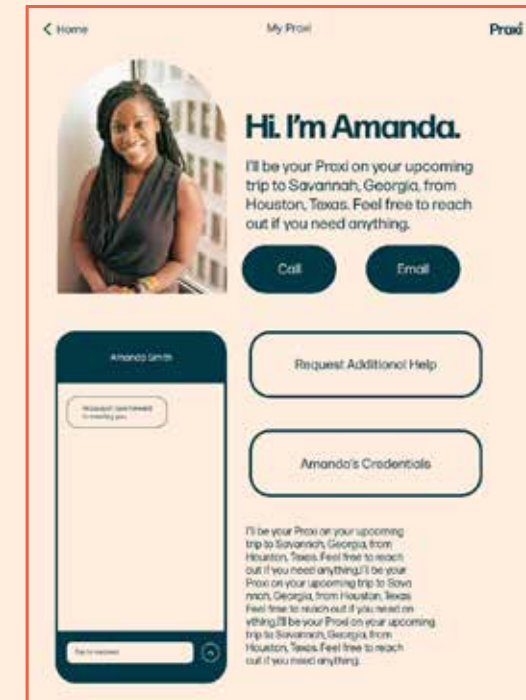 Home
My Proxi
Proxi
Hi. I'm Amanda.
I'll be your Proxi on your upcoming
trip to Savannah, Georgia, from
Houston, Texas. Feel free to reach
out if you need anything.
Call
Email
Amanda Smith
to meeting you.
Request Additional Help
Amanda's Credentials
I'll be your Proxi on your upcoming
trip to Savannah, Georgia, from
Houston, Texas. Feel free to reach
out if you need anything.I'll be your
Proxi on your upcoming trip to Sava
nnah, Georgia, from Houston, Texas
Feel free to reach out if you need an
ything.I'll be your Proxi on your upcoming
trip to Savannah, Georgia, from
Houston, Texas. Feel free to reach
out if you need anything.